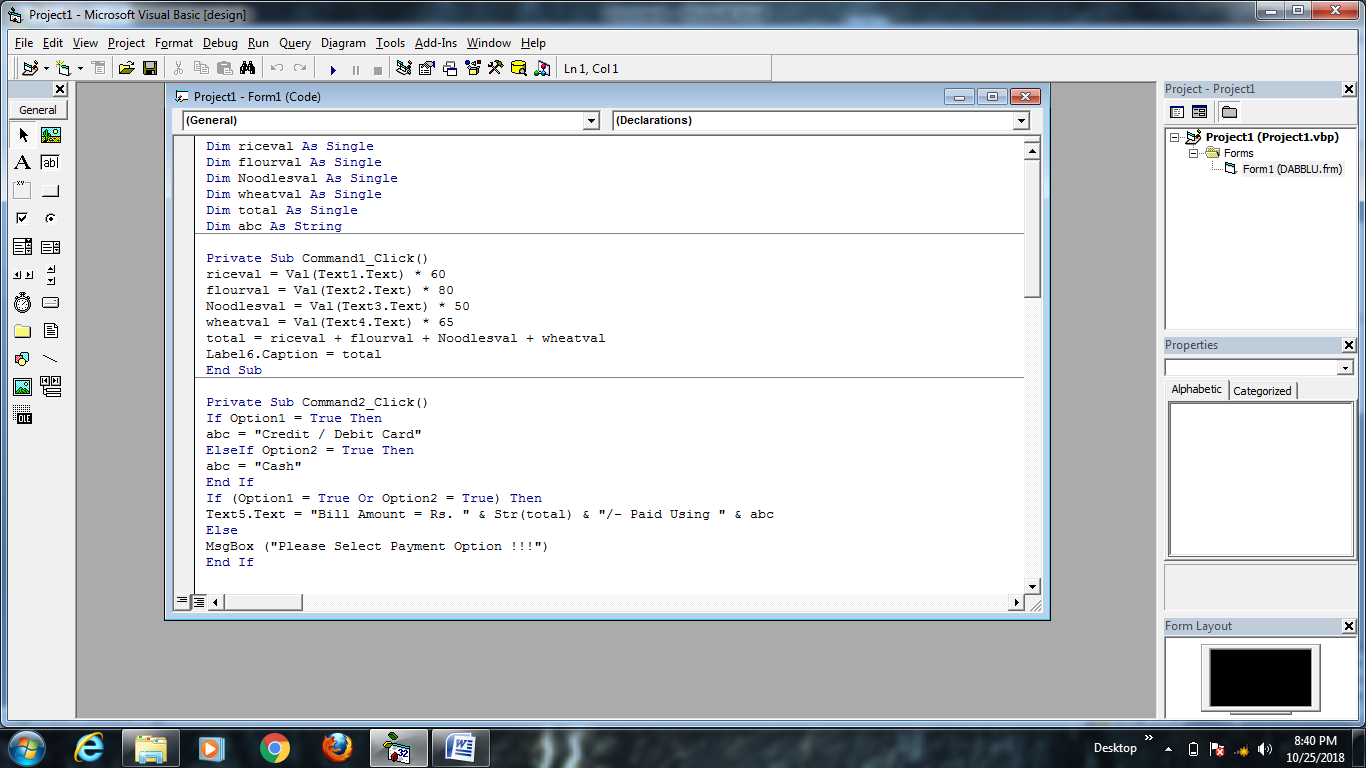 Project1 - Microsoft Visual Basic [design]
File Edit View Project Format Debug Run Query Diagram Tools Add-Ins Window Help
Ln 1, Col 1
General
A
ab
XY
OLE
Project1 - Form1 (Code)
(General) (Declarations)
Dim riceval As Single
Dim flourval As Single
Dim Noodlesval As Single
Dim wheatval As Single
Dim total As Single
Dim abc As String
Private Sub Command1_Click()
riceval = Val(Text1.Text) * 60
flourval = Val(Text2.Text) * 80
Noodlesval = Val(Text3.Text) * 50
wheatval = Val(Text4.Text) * 65
total = riceval + flourval + Noodlesval + wheatval
Label6.Caption = total
End Sub
Private Sub Command2_Click()
If Option1 = True Then
abc = "Credit / Debit Card"
ElseIf Option2 = True Then
abc = "Cash"
End If
If (Option1 = True Or Option2 = True) Then
Text5.Text = "Bill Amount = Rs. " & Str(total) & "/- Paid Using " & abc
Else
MsgBox ("Please Select Payment Option !!!")
End If
Project - Project1
Project1 (Project1.vbp)
Forms
Form1 (DABBLU.frm)
Properties
Alphabetic Categorized
Form Layout
32
W
Desktop
8:40 PM
10/25/2018